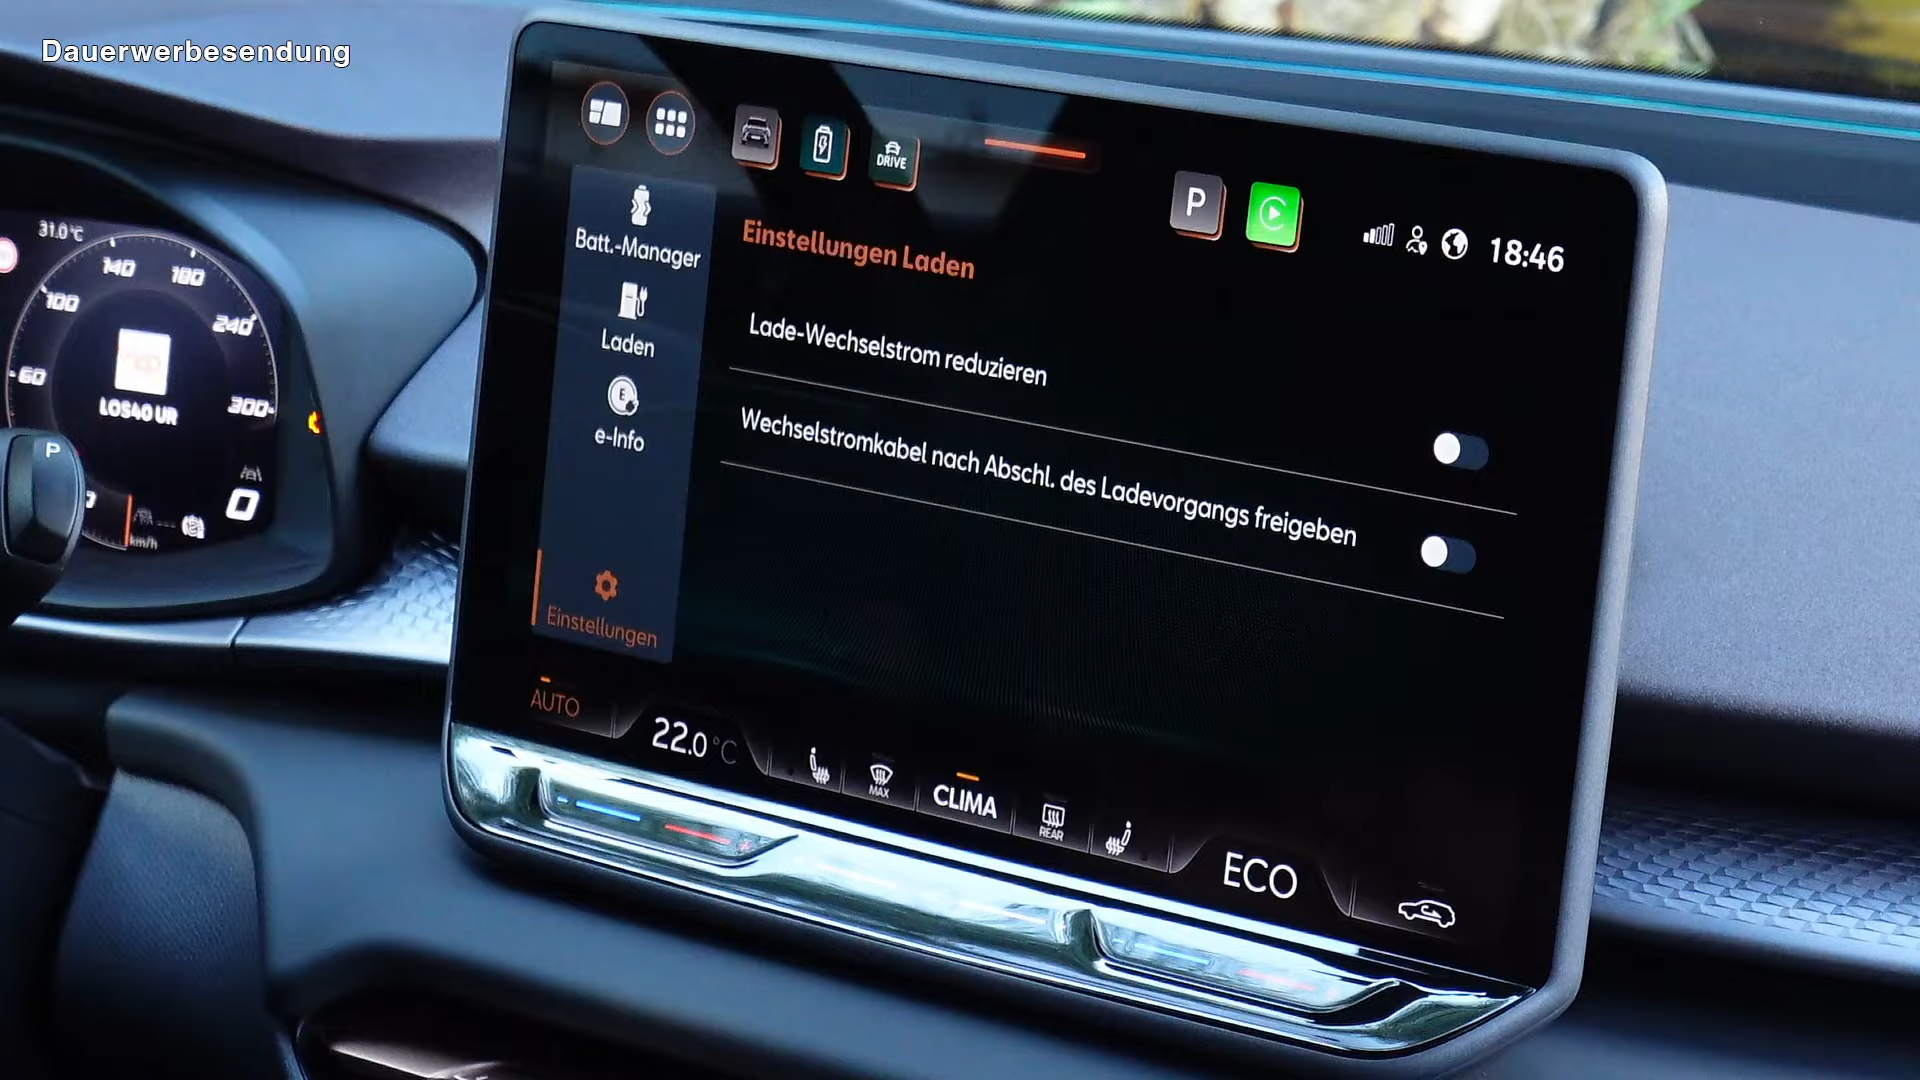 Dauerwerbesendung
DRIVE
P
18:46
Batt.-Manager
Laden
e-Info
Einstellungen
Einstellungen Laden
Lade-Wechselstrom reduzieren
Wechselstromkabel nach Abschl. des Ladevorgangs freigeben
AUTO
22.0 °C
MAX
CLIMA
REAR
ECO
31.0°C
60
100
140
180
240
300
LOS40 UR
0
km/h
P